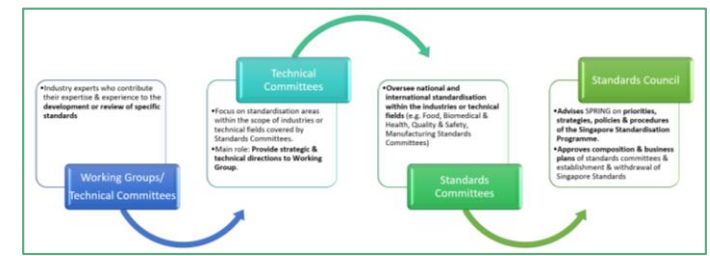 •Industry experts who contribute
their expertise & experience to the
development or review of specific
standards
Working Groups/
Technical Committees
Technical
Committees
•Focus on standardisation areas
within the scope of industries or
technical fields covered by
Standards Committees.
•Main role: Provide strategic &
technical directions to Working
Group.
•Oversee national and
international standardisation
within the industries or technical
fields (e.g. Food, Biomedical &
Health, Quality & Safety,
Manufacturing Standards
Committees)
Standards
Committees
Standards Council
•Advises SPRING on priorities,
strategies, policies & procedures
of the Singapore Standardisation
Programme.
•Approves composition & business
plans of standards committees &
establishment & withdrawal of
Singapore Standards